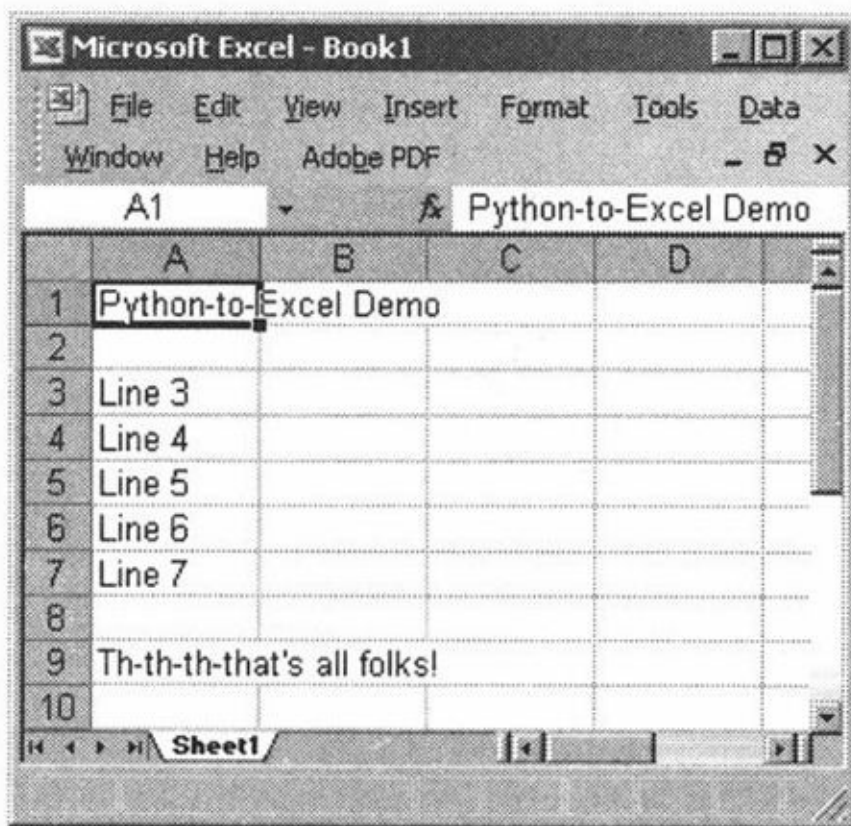 Microsoft Excel - Book1
File Edit View Insert Format Tools Data
Window Help Adobe PDF
A1 fx Python-to-Excel Demo
A B C D
1 Python-to-Excel Demo
2
3 Line 3
4 Line 4
5 Line 5
6 Line 6
7 Line 7
8
9 Th-th-th-that's all folks!
10
Sheet1